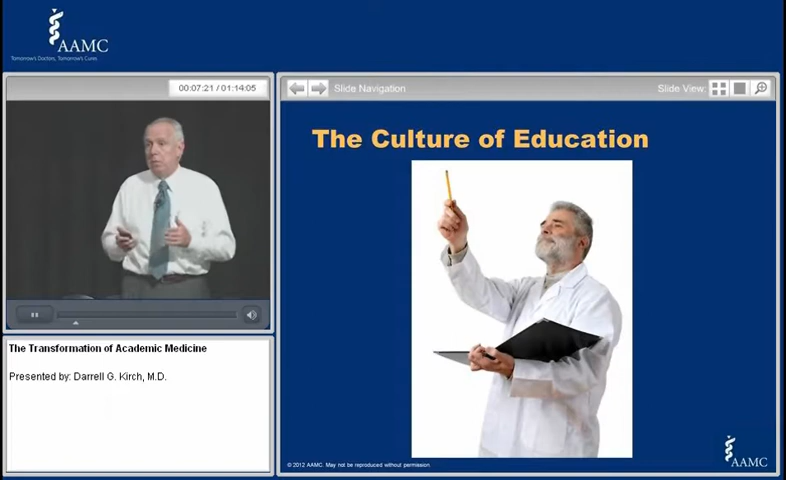 AAMC
Tomorrow's Doctors, Tomorrow's Cures
00:07:21 / 01:14:05
Slide Navigation
Slide View:
The Culture of Education
The Transformation of Academic Medicine
Presented by: Darrell G. Kirch, M.D.
© 2012 AAMC. May not be reproduced without permission.
AAMC